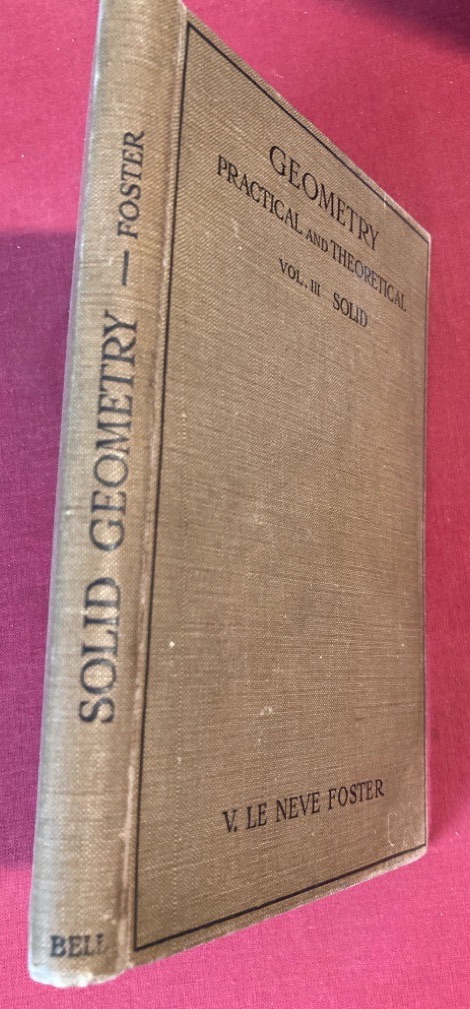 GEOMETRY
PRACTICAL AND THEORETICAL
VOL. III SOLID
V. LE NEVE FOSTER
SOLID GEOMETRY — FOSTER
BELL